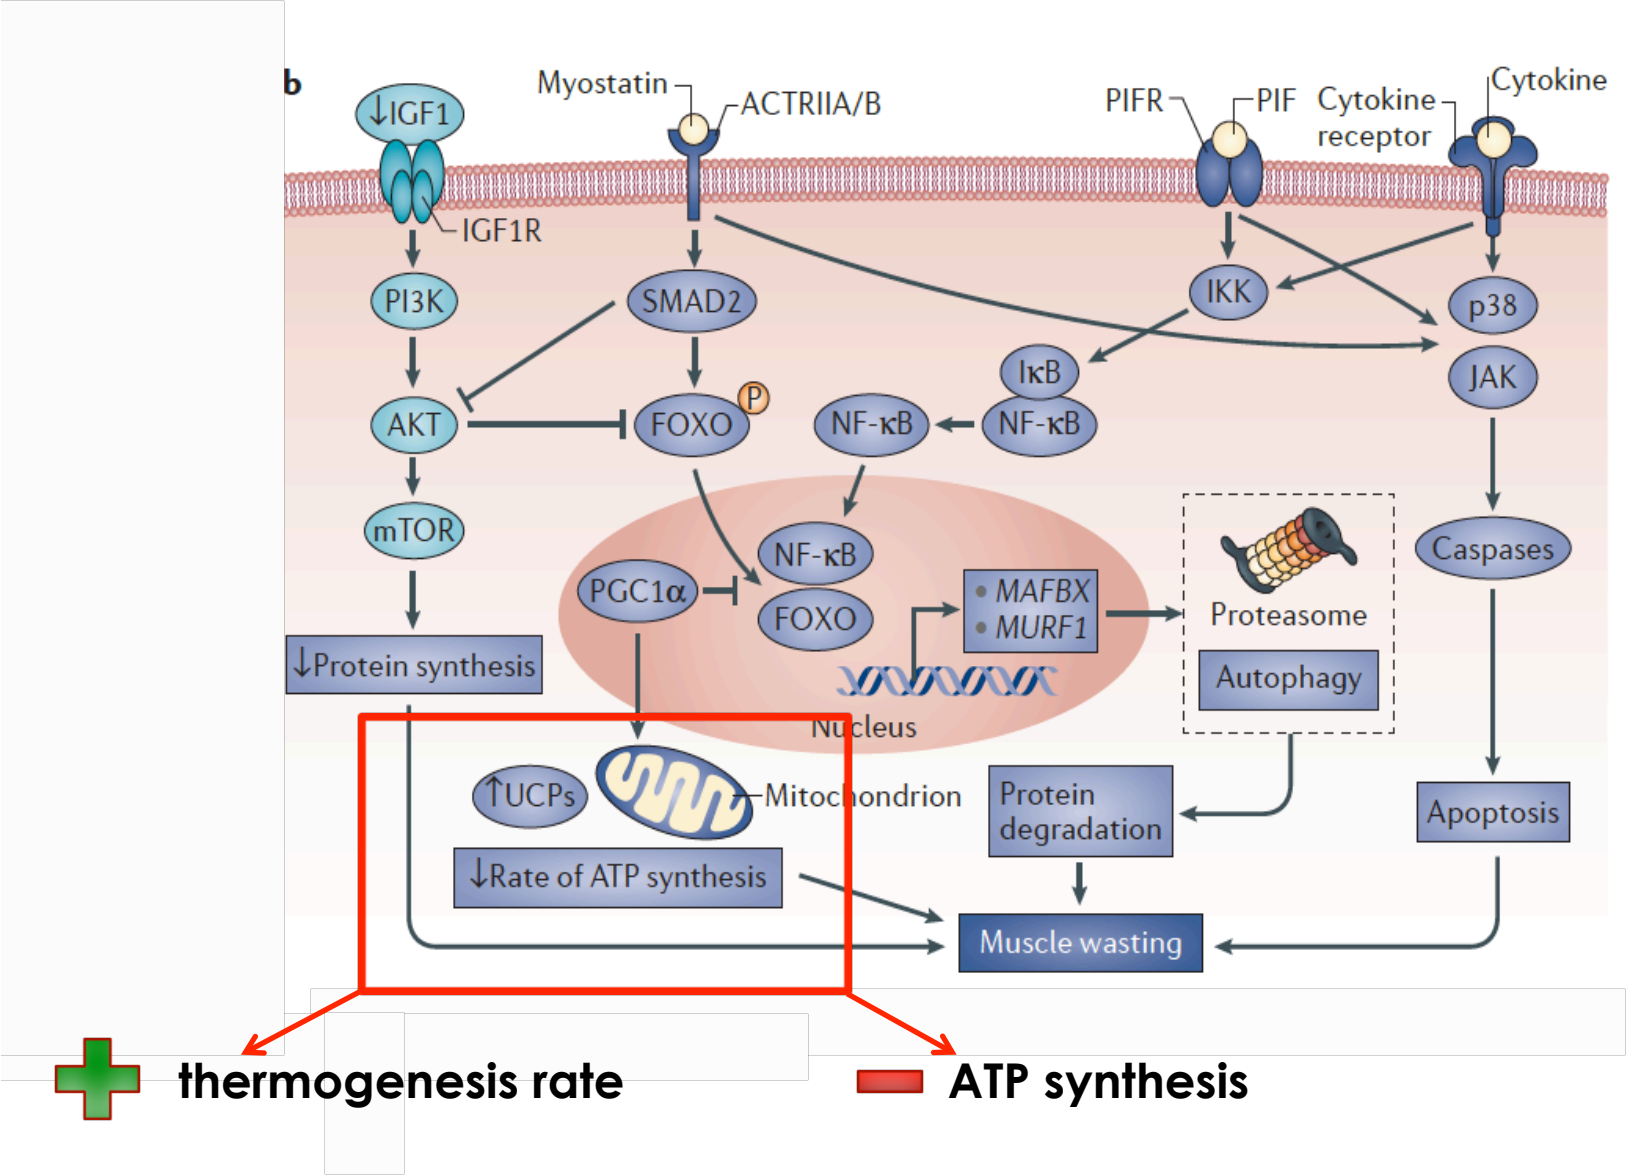 b
↓IGF1
IGF1R
PI3K
AKT
mTOR
↓Protein synthesis
Myostatin
ACTRIIA/B
SMAD2
FOXO
P
PIFR
PIF
Cytokine
receptor
Cytokine
IKK
p38
JAK
IκB
NF-κB
NF-κB
NF-κB
FOXO
PGC1α
• MAFBX
• MURF1
Nucleus
Proteasome
Autophagy
Caspases
Apoptosis
↑UCPs
Mitochondrion
↓Rate of ATP synthesis
Protein
degradation
Muscle wasting
thermogenesis rate
ATP synthesis